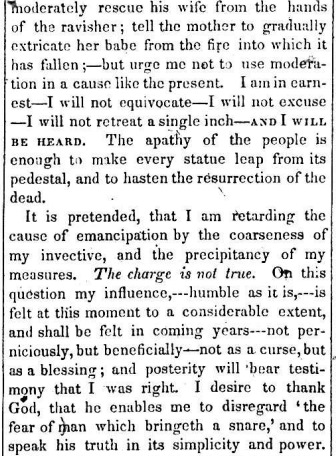 moderately rescue his wife from the hands
of the ravisher; tell the mother to gradually
extricate her babe from the fire into which it
has fallen;—but urge me not to use modera-
tion in a cause like the present. I am in earn-
est—I will not equivocate—I will not excuse
—I will not retreat a single inch—AND I WILL
BE HEARD. The apathy of the people is
enough to make every statue leap from its
pedestal, and to hasten the resurrection of the
dead.
It is pretended, that I am retarding the
cause of emancipation by the coarseness of
my invective, and the precipitancy of my
measures. The charge is not true. On this
question my influence,---humble as it is,---is
felt at this moment to a considerable extent,
and shall be felt in coming years---not per-
niciously, but beneficially—not as a curse, but
as a blessing; and posterity will bear testi-
mony that I was right. I desire to thank
God, that he enables me to disregard 'the
fear of man which bringeth a snare,' and to
speak his truth in its simplicity and power.